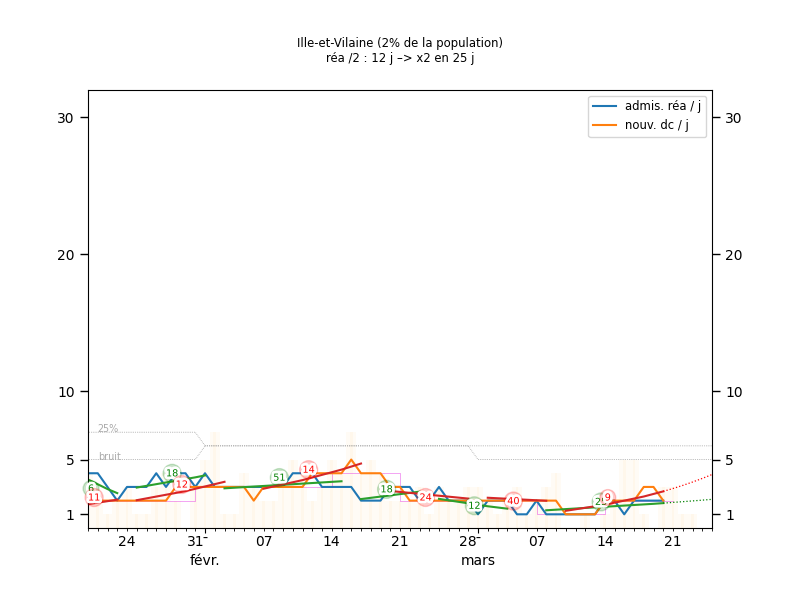 Ille-et-Vilaine (2% de la population)
réa /2 : 12 j –> x2 en 25 j
admis. réa / j
nouv. dc / j
30 30
20 20
10 10
25%
bruit
5 5
6 11 18 12 51 14 18 24 12 40 9
1 1
24 31 07 14 21 28 07 14 21
févr. mars